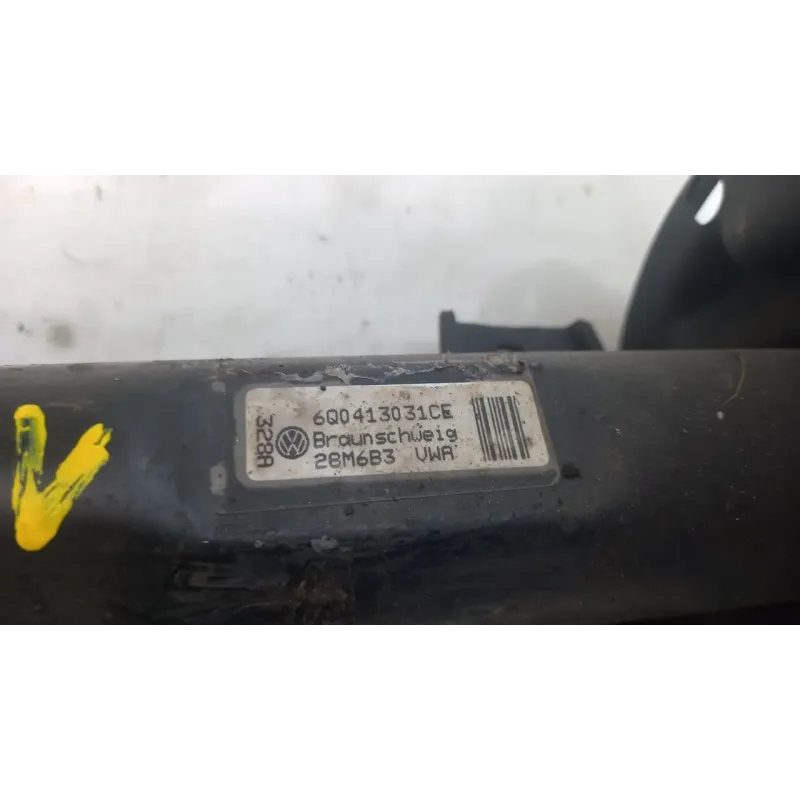 6Q0413031CE
Braunschweig
28M6B3 VWA
328A
V